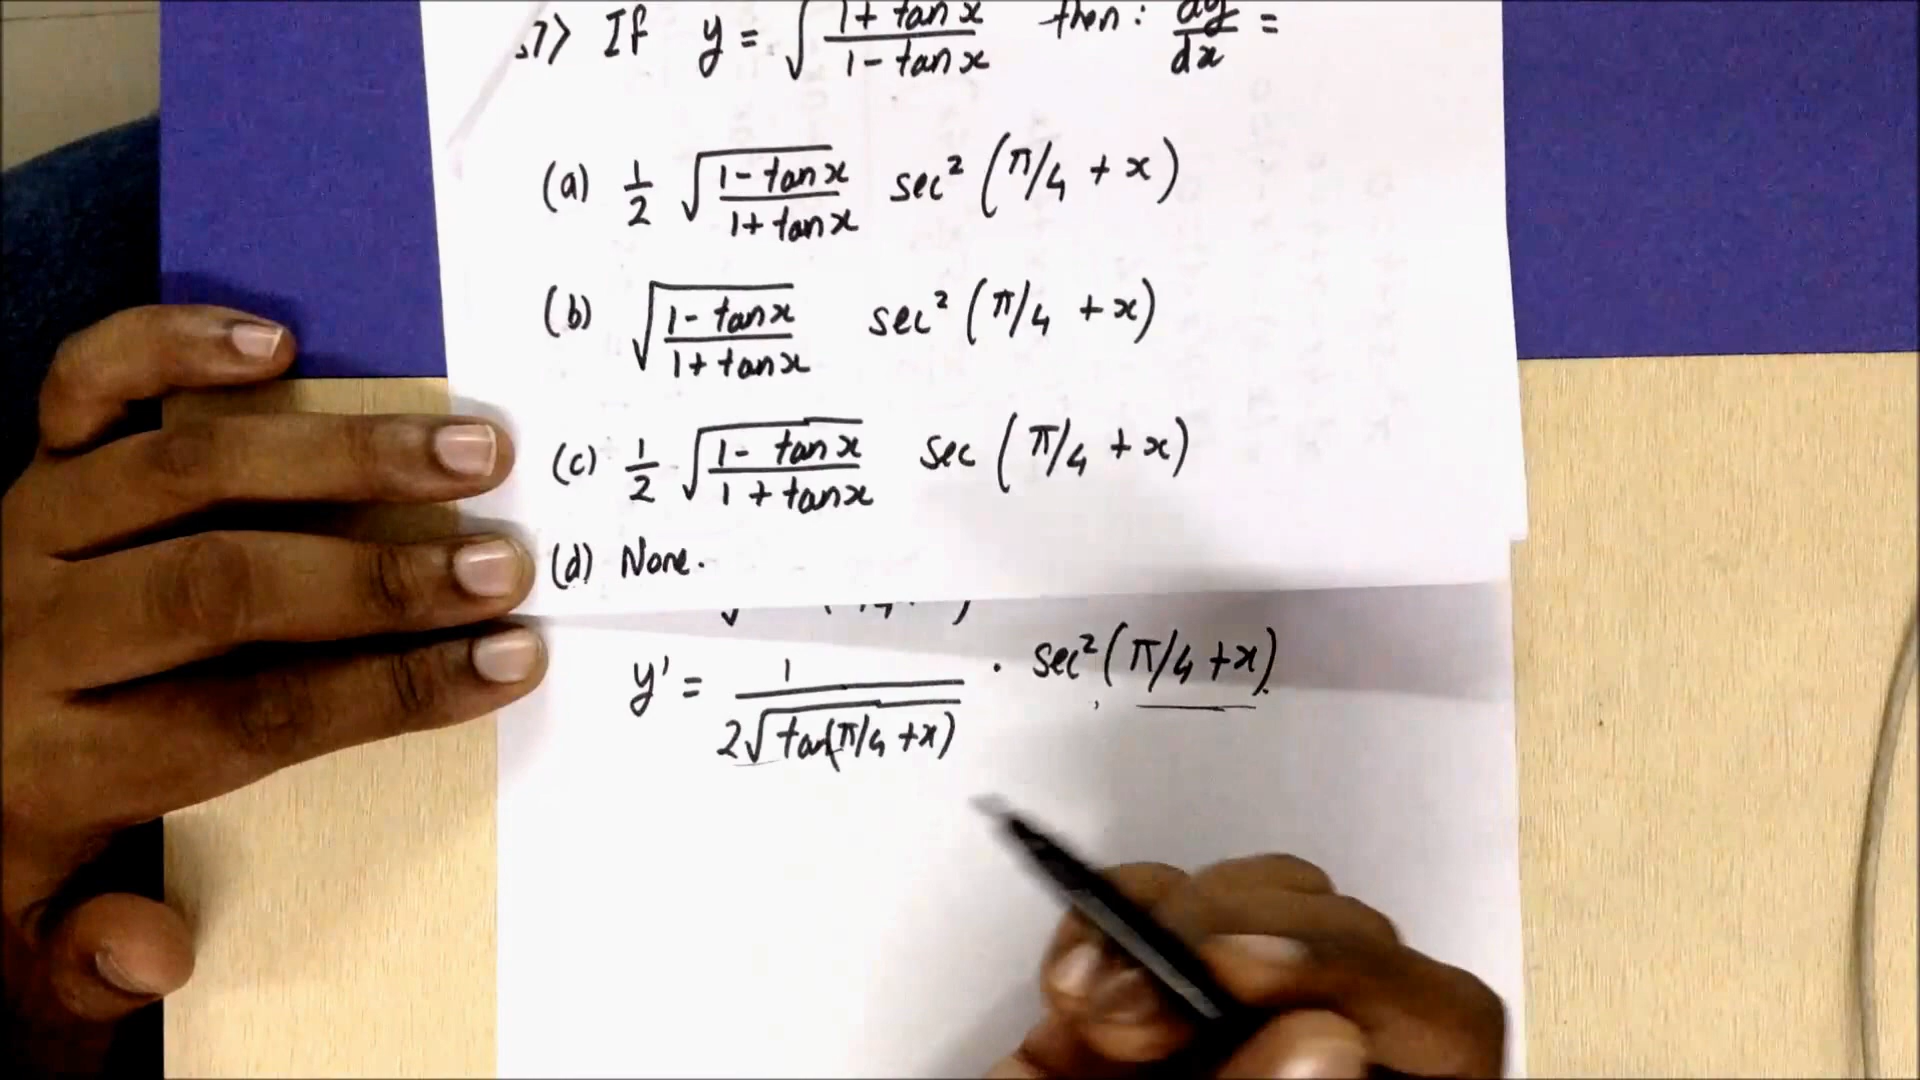 .7> If y = √(1 + tan x / 1 - tan x) then : dy/dx =
(a) 1/2 √(1 - tan x / 1 + tan x) sec² (π/4 + x)
(b) √(1 - tan x / 1 + tan x) sec² (π/4 + x)
(c) 1/2 √(1 - tan x / 1 + tan x) sec (π/4 + x)
(d) None.
y' = 1 / 2√tan(π/4 + x) · sec² (π/4 + x)